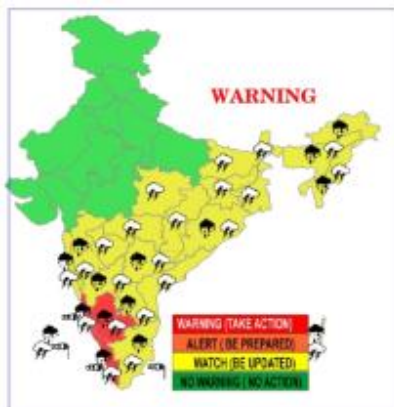 WARNING
WARNING (TAKE ACTION)
ALERT ( BE PREPARED)
WATCH (BE UPDATED)
NO WARNING ( NO ACTION)